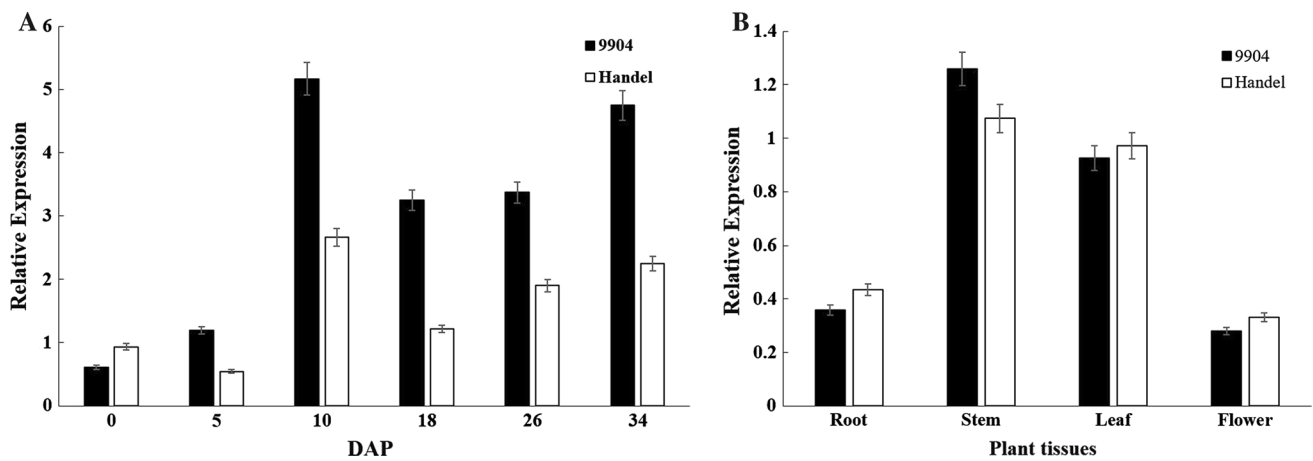 A
6
5
4
3
2
1
0
Relative Expression
9904
Handel
0 5 10 18 26 34
DAP
B
1.4
1.2
1
0.8
0.6
0.4
0.2
0
Relative Expression
9904
Handel
Root Stem Leaf Flower
Plant tissues